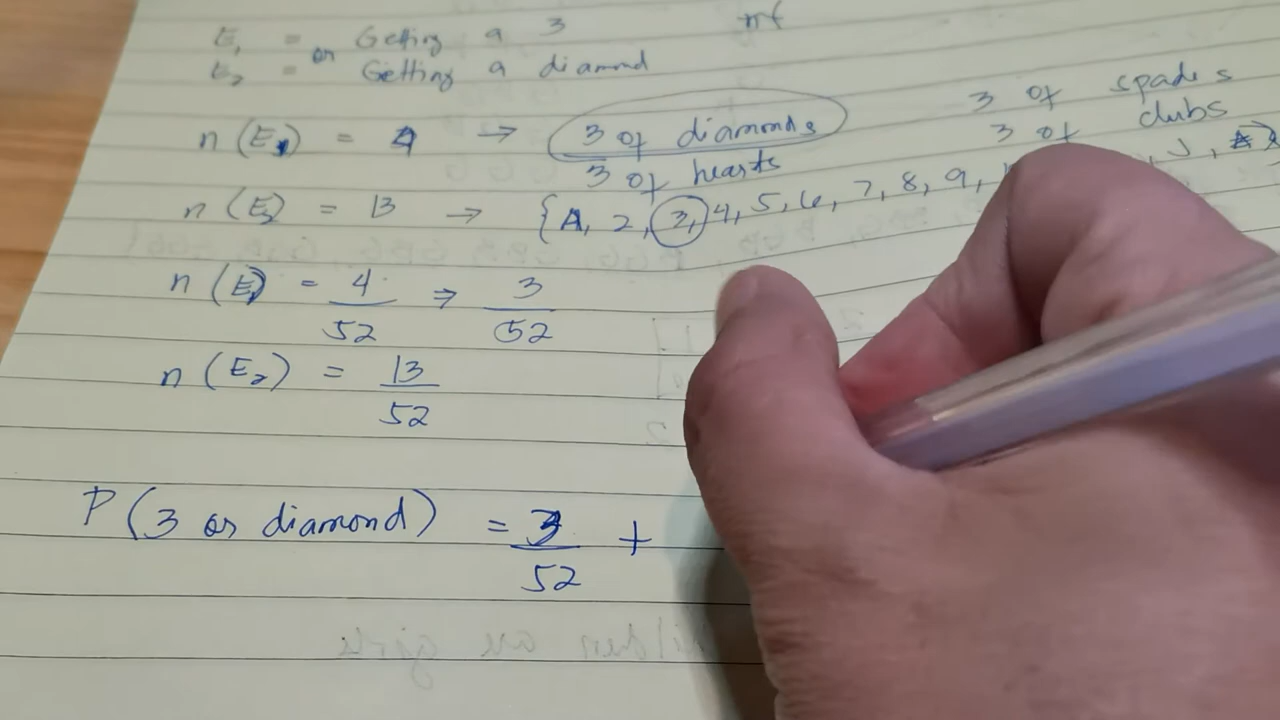 E₁ = Getting a 3
or
E₂ = Getting a diamond
n(E₁) = 4 → 3 of diamonds 3 of spades
3 of hearts 3 of clubs
n(E₂) = 13 → {A, 2, 3, 4, 5, 6, 7, 8, 9, , J,
n(E₁) = 4/52 ⇒ 3/52
n(E₂) = 13/52
P(3 or diamond) = 3/52 +